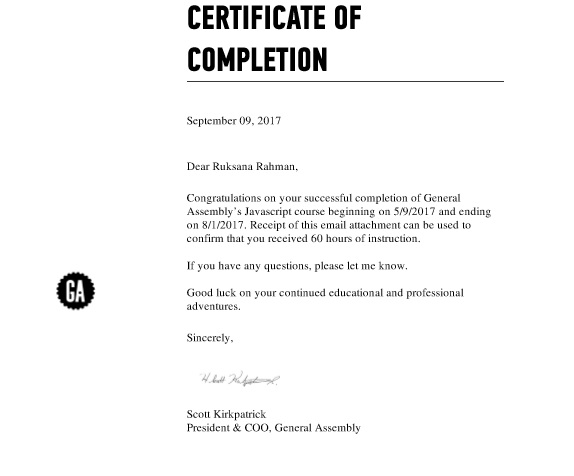 CERTIFICATE OF
COMPLETION
September 09, 2017
Dear Ruksana Rahman,
Congratulations on your successful completion of General
Assembly's Javascript course beginning on 5/9/2017 and ending
on 8/1/2017. Receipt of this email attachment can be used to
confirm that you received 60 hours of instruction.
If you have any questions, please let me know.
GA
Good luck on your continued educational and professional
adventures.
Sincerely,
Scott Kirkpatrick
President & COO, General Assembly